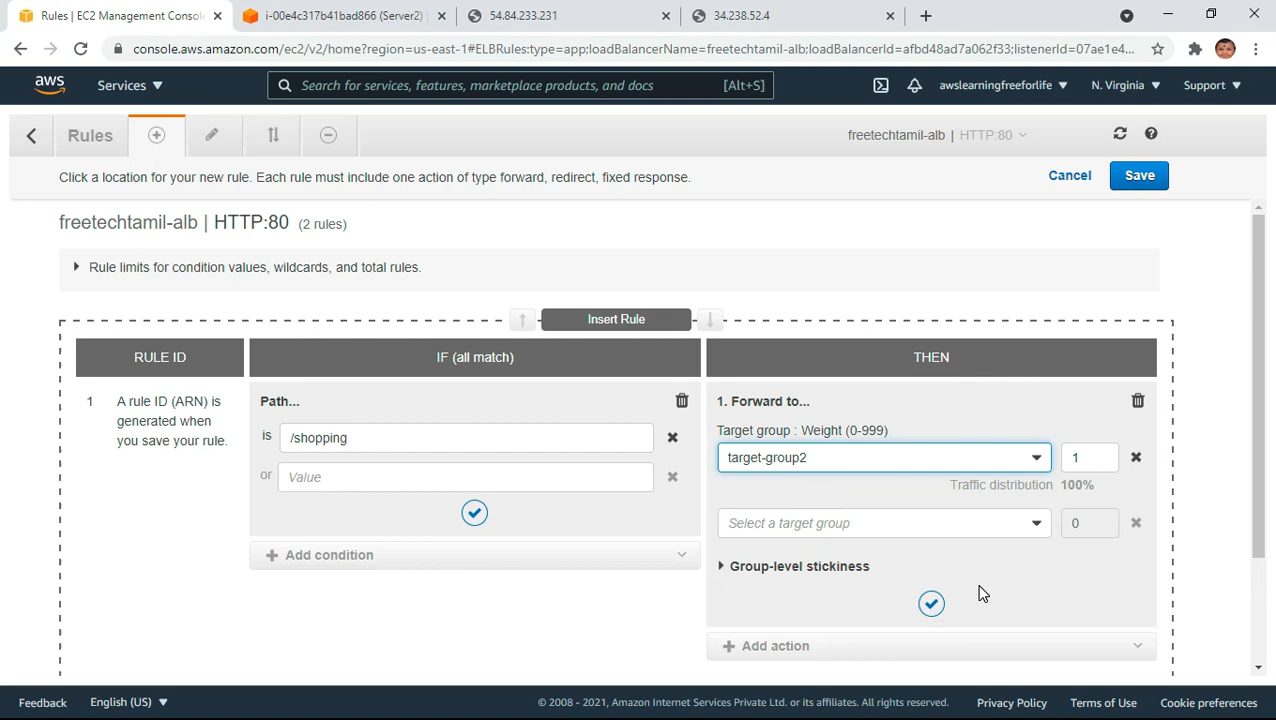 Rules | EC2 Management Consol
i-00e4c317b41bad866 (Server2)
54.84.233.231
34.238.52.4
console.aws.amazon.com/ec2/v2/home?region=us-east-1#ELBRules:type=app;loadBalancerName=freetechtamil-alb;loadBalancerId=afbd48ad7a062f33;listenerId=07ae1e4...
aws
Services
Search for services, features, marketplace products, and docs [Alt+S]
awslearningfreeforlife
N. Virginia
Support
Rules
freetechtamil-alb | HTTP:80
Click a location for your new rule. Each rule must include one action of type forward, redirect, fixed response.
Cancel
Save
freetechtamil-alb | HTTP:80 (2 rules)
Rule limits for condition values, wildcards, and total rules.
Insert Rule
RULE ID
IF (all match)
THEN
1
A rule ID (ARN) is
generated when
you save your rule.
Path...
is /shopping
or Value
Add condition
1. Forward to...
Target group : Weight (0-999)
target-group2 1
Traffic distribution 100%
Select a target group 0
Group-level stickiness
Add action
Feedback
English (US)
© 2008 - 2021, Amazon Internet Services Private Ltd. or its affiliates. All rights reserved.
Privacy Policy
Terms of Use
Cookie preferences